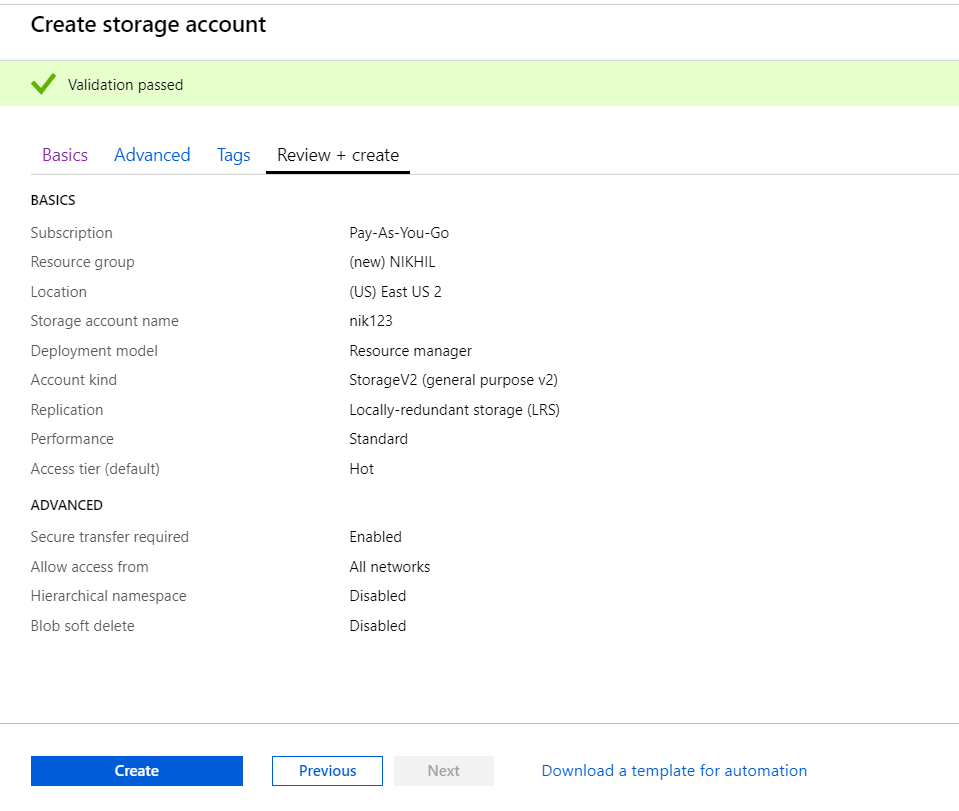 Create storage account
Validation passed
Basics Advanced Tags Review + create
BASICS
Subscription Pay-As-You-Go
Resource group (new) NIKHIL
Location (US) East US 2
Storage account name nik123
Deployment model Resource manager
Account kind StorageV2 (general purpose v2)
Replication Locally-redundant storage (LRS)
Performance Standard
Access tier (default) Hot
ADVANCED
Secure transfer required Enabled
Allow access from All networks
Hierarchical namespace Disabled
Blob soft delete Disabled
Create Previous Next Download a template for automation